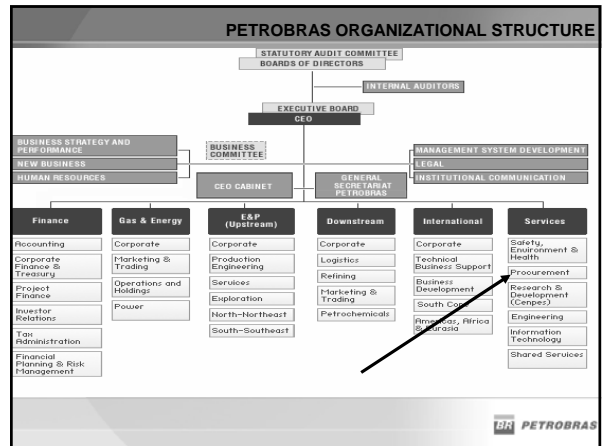 PETROBRAS ORGANIZATIONAL STRUCTURE
STATUTORY AUDIT COMMITTEE
BOARDS OF DIRECTORS
INTERNAL AUDITORS
EXECUTIVE BOARD
CEO
BUSINESS STRATEGY AND
PERFORMANCE
NEW BUSINESS
HUMAN RESOURCES
BUSINESS
COMMITTEE
MANAGEMENT SYSTEM DEVELOPMENT
LEGAL
INSTITUTIONAL COMMUNICATION
CEO CABINET
GENERAL
SECRETARIAT
PETROBRAS
Finance
Accounting
Corporate
Finance &
Treasury
Project
Finance
Investor
Relations
Tax
Administration
Financial
Planning & Risk
Management
Gas & Energy
Corporate
Marketing &
Trading
Operations and
Holdings
Power
E&P
(Upstream)
Corporate
Production
Engineering
Services
Exploration
North-Northeast
South-Southeast
Downstream
Corporate
Logistics
Refining
Marketing &
Trading
Petrochemicals
International
Corporate
Technical
Business Support
Business
Development
South Cone
Americas, Africa
& Eurasia
Services
Safety,
Environment &
Health
Procurement
Research &
Development
(Cenpes)
Engineering
Information
Technology
Shared Services
BR PETROBRAS